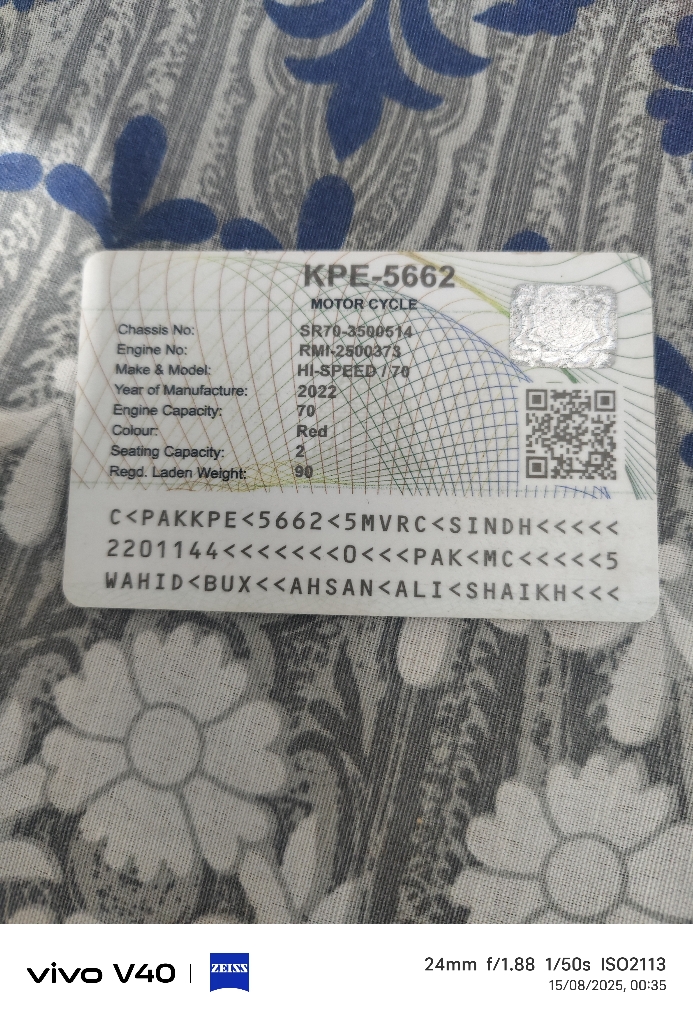 KPE-5662
MOTOR CYCLE
Chassis No: SR70-3500514
Engine No: RMI-2500373
Make & Model: HI-SPEED / 70
Year of Manufacture: 2022
Engine Capacity: 70
Colour: Red
Seating Capacity: 2
Regd. Laden Weight: 90
C<PAKKPE<5662<5MVRC<SINDH<<<<<
2201144<<<<<<<0<<<PAK<MC<<<<<5
WAHID<BUX<<AHSAN<ALI<SHAIKH<<<
vivo V40 | ZEISS
24mm f/1.88 1/50s ISO2113
15/08/2025, 00:35